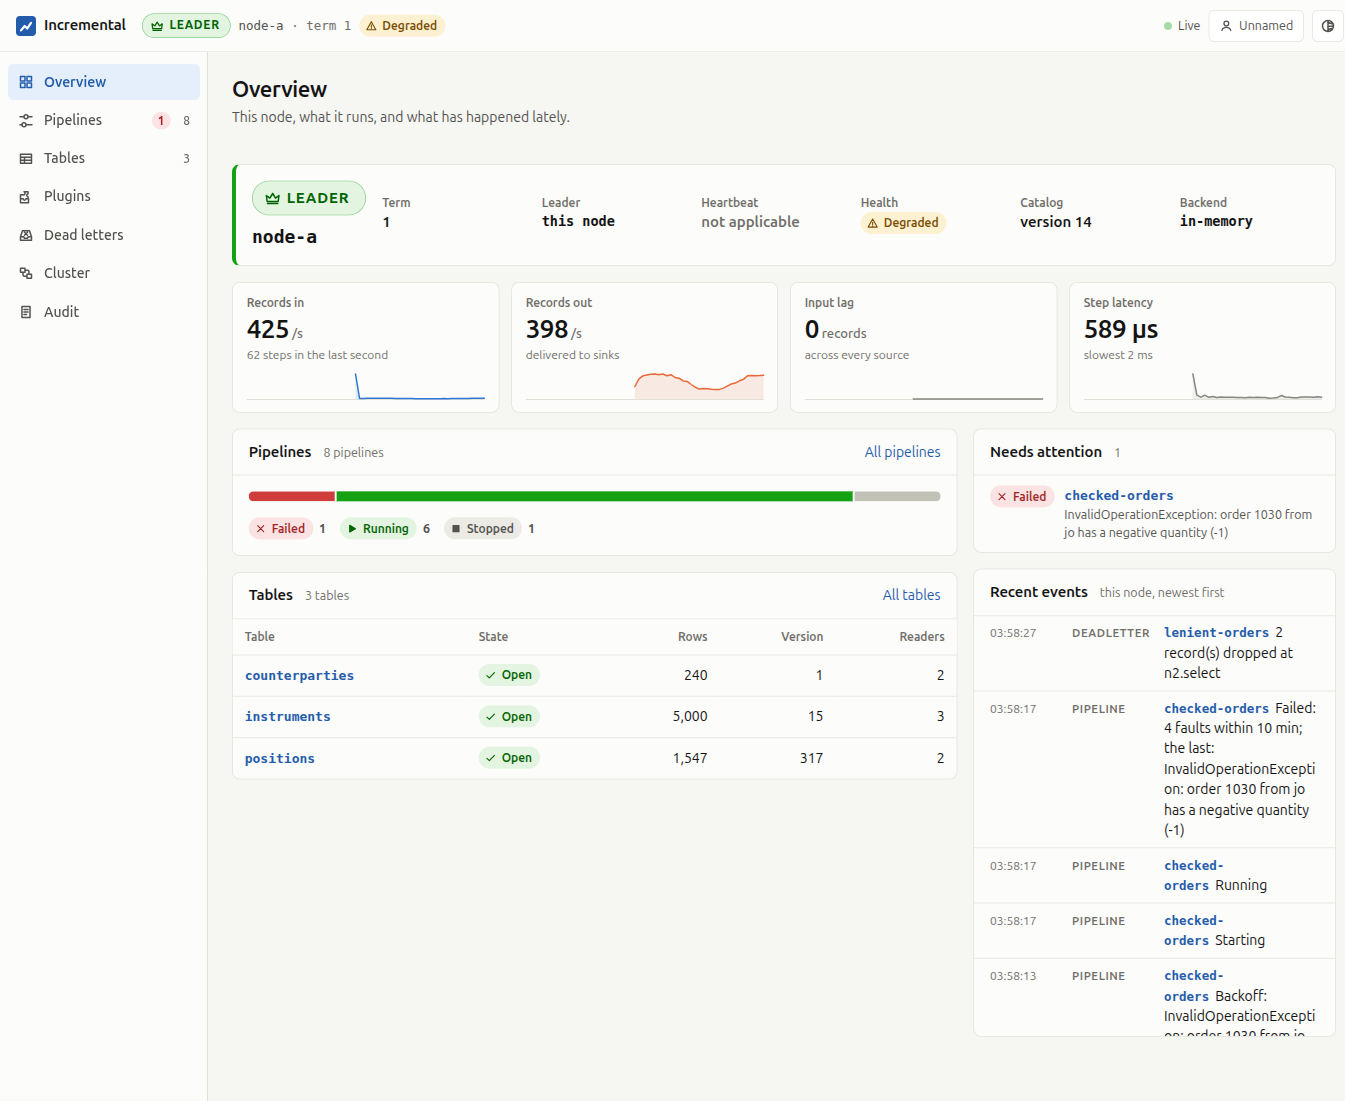 Incremental
LEADER
node-a · term 1
Degraded
Live
Unnamed
Overview
Pipelines 1 8
Tables 3
Plugins
Dead letters
Cluster
Audit
Overview
This node, what it runs, and what has happened lately.
LEADER
node-a
Term
1
Leader
this node
Heartbeat
not applicable
Health
Degraded
Catalog
version 14
Backend
in-memory
Records in
425 /s
62 steps in the last second
Records out
398 /s
delivered to sinks
Input lag
0 records
across every source
Step latency
589 µs
slowest 2 ms
Pipelines 8 pipelines All pipelines
Failed 1 Running 6 Stopped 1
Tables 3 tables All tables
Table State Rows Version Readers
counterparties Open 240 1 2
instruments Open 5,000 15 3
positions Open 1,547 317 2
Needs attention 1
Failed checked-orders
InvalidOperationException: order 1030 from
jo has a negative quantity (-1)
Recent events this node, newest first
03:58:27 DEADLETTER lenient-orders 2
record(s) dropped at
n2.select
03:58:17 PIPELINE checked-orders Failed:
4 faults within 10 min;
the last:
InvalidOperationExcepti
on: order 1030 from jo
has a negative quantity
(-1)
03:58:17 PIPELINE checked-
orders Running
03:58:17 PIPELINE checked-
orders Starting
03:58:13 PIPELINE checked-
orders Backoff:
InvalidOperationExcepti
on: order 1030 from jo